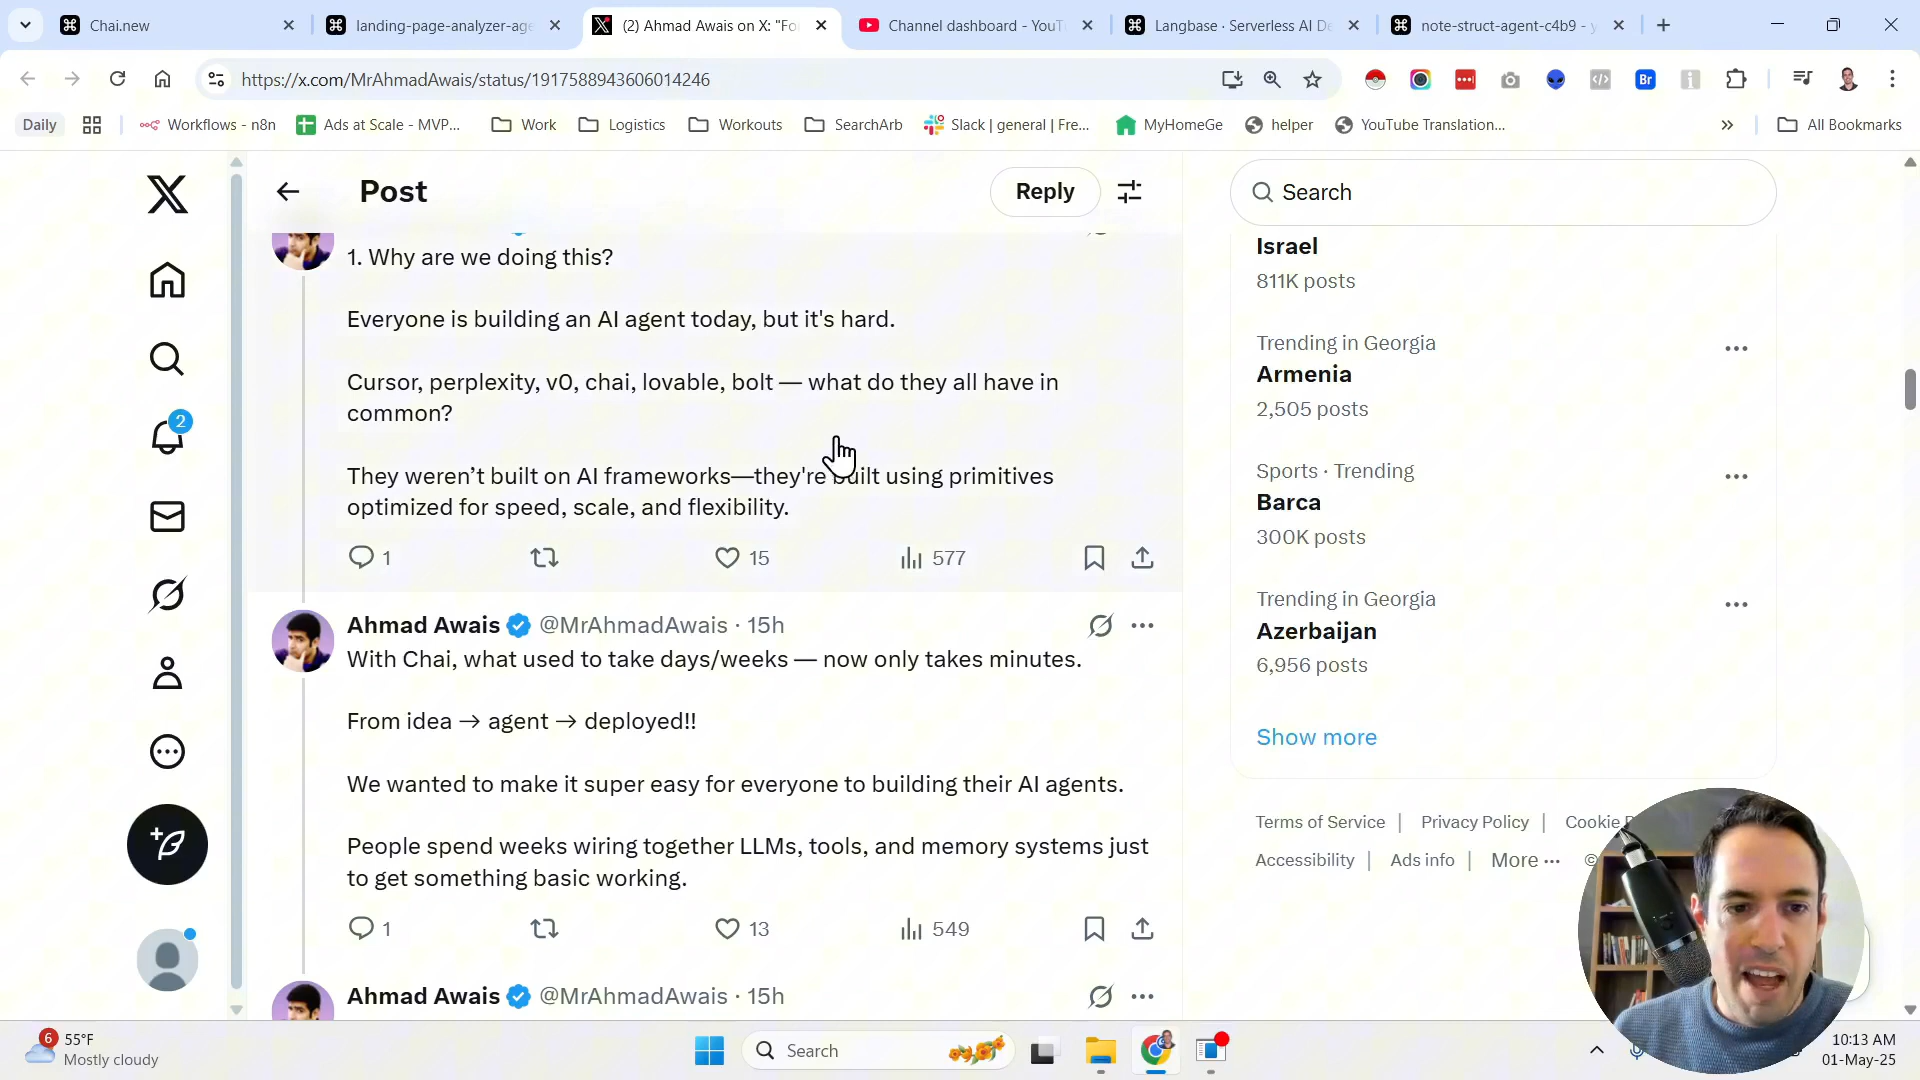 Chai.new
landing-page-analyzer-age
(2) Ahmad Awais on X: "Fo
Channel dashboard - YouT
Langbase · Serverless AI De
note-struct-agent-c4b9 - y
https://x.com/MrAhmadAwais/status/1917588943606014246
Br
Daily
Workflows - n8n
Ads at Scale - MVP...
Work
Logistics
Workouts
SearchArb
Slack | general | Fre...
MyHomeGe
helper
YouTube Translation...
All Bookmarks
Post
Reply
Search
1. Why are we doing this?
Everyone is building an AI agent today, but it's hard.
Cursor, perplexity, v0, chai, lovable, bolt — what do they all have in
common?
They weren’t built on AI frameworks—they're built using primitives
optimized for speed, scale, and flexibility.
1
15
577
Ahmad Awais @MrAhmadAwais · 15h
With Chai, what used to take days/weeks — now only takes minutes.
From idea → agent → deployed!!
We wanted to make it super easy for everyone to building their AI agents.
People spend weeks wiring together LLMs, tools, and memory systems just
to get something basic working.
1
13
549
Ahmad Awais @MrAhmadAwais · 15h
2
Israel
811K posts
Trending in Georgia
Armenia
2,505 posts
Sports · Trending
Barca
300K posts
Trending in Georgia
Azerbaijan
6,956 posts
Show more
Terms of Service | Privacy Policy | Cookie
Accessibility | Ads info | More ··· ©
6
55°F
Mostly cloudy
Search
10:13 AM
01-May-25